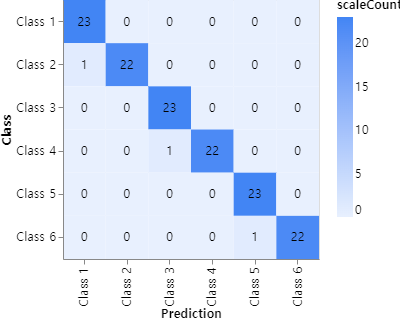 scaleCount
Class 1 23 0 0 0 0 0
Class 2 1 22 0 0 0 0
Class 3 0 0 23 0 0 0
Class 4 0 0 1 22 0 0
Class 5 0 0 0 0 23 0
Class 6 0 0 0 0 1 22
Class
Class 1 Class 2 Class 3 Class 4 Class 5 Class 6
Prediction
20
15
10
5
0